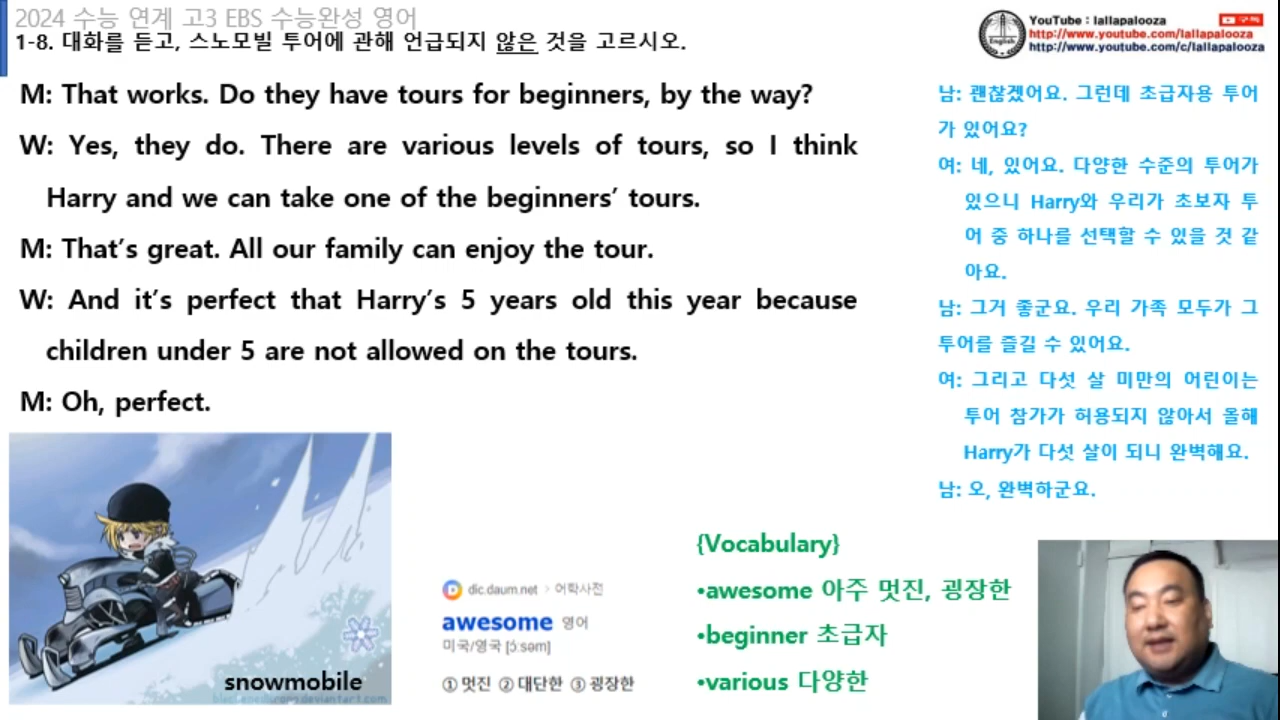 2024 수능 연계 고3 EBS 수능완성 영어
1-8. 대화를 듣고, 스노모빌 투어에 관해 언급되지 않은 것을 고르시오.
YouTube : lallapalooza
구독
http://www.youtube.com/lallapalooza
http://www.youtube.com/c/lallapalooza
English
M: That works. Do they have tours for beginners, by the way?
W: Yes, they do. There are various levels of tours, so I think
Harry and we can take one of the beginners’ tours.
M: That’s great. All our family can enjoy the tour.
W: And it’s perfect that Harry’s 5 years old this year because
children under 5 are not allowed on the tours.
M: Oh, perfect.
남: 괜찮겠어요. 그런데 초급자용 투어
가 있어요?
여: 네, 있어요. 다양한 수준의 투어가
있으니 Harry와 우리가 초보자 투
어 중 하나를 선택할 수 있을 것 같
아요.
남: 그거 좋군요. 우리 가족 모두가 그
투어를 즐길 수 있어요.
여: 그리고 다섯 살 미만의 어린이는
투어 참가가 허용되지 않아서 올해
Harry가 다섯 살이 되니 완벽해요.
남: 오, 완벽하군요.
snowmobile
dic.daum.net > 어학사전
awesome 영어
미국/영국 [ɔ́:səm]
① 멋진 ② 대단한 ③ 굉장한
{Vocabulary}
•awesome 아주 멋진, 굉장한
•beginner 초급자
•various 다양한